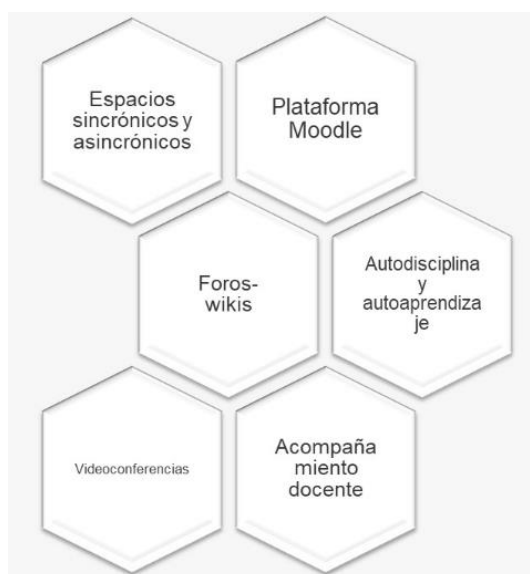 Espacios
sincrónicos y
asincrónicos
Plataforma
Moodle
Foros-
wikis
Autodisciplina
y
autoaprendiza
je
Videoconferencias
Acompaña
miento
docente